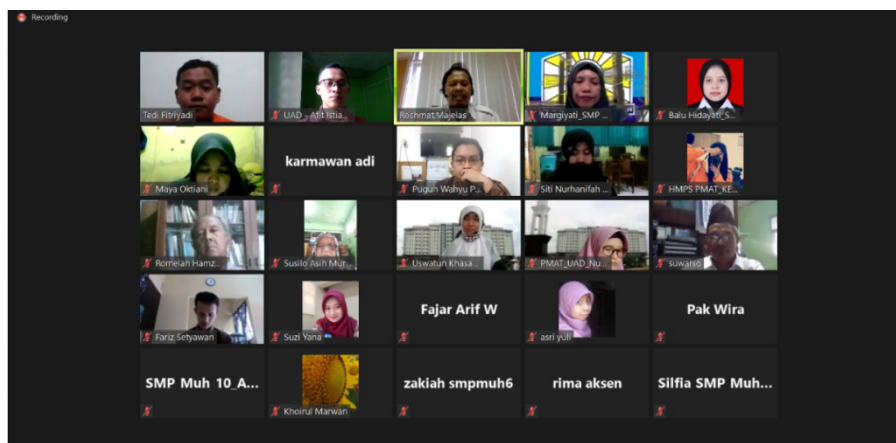 Recording
Tedi Fitriyadi
UAD - Afit Istia...
Rochmat Majelas
Margiyati_SMP ...
Balu Hidayati_S...
Maya Oktiani
karmawan adi
Puguh Wahyu P...
Siti Nurhanifah ...
HMPS PMAT_KE...
Romelan Hamz...
Susilo Asih Mur...
Uswatun Khasa...
PMAT_UAD_Nu...
suwarso
Fariz Setyawan
Suzi Yana
Fajar Arif W
asri yuli
Pak Wira
SMP Muh 10_A...
Khoirul Marwan
zakiah smpmuh6
rima aksen
Silfia SMP Muh...